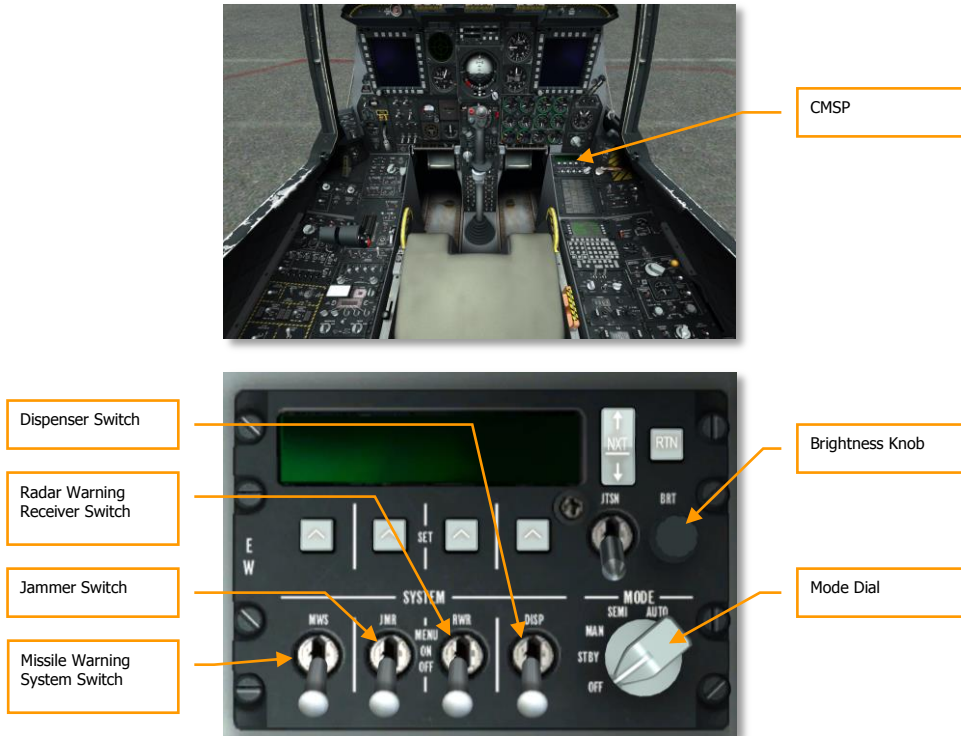 CMSP
Dispenser Switch
Radar Warning
Receiver Switch
Jammer Switch
Missile Warning
System Switch
Brightness Knob
Mode Dial
NXT
RTN
JTSN
BRT
SET
E
W
SYSTEM
MODE
MWS
JMR
RWR
DISP
MENU
ON
OFF
SEMI
AUTO
MAN
STBY
OFF